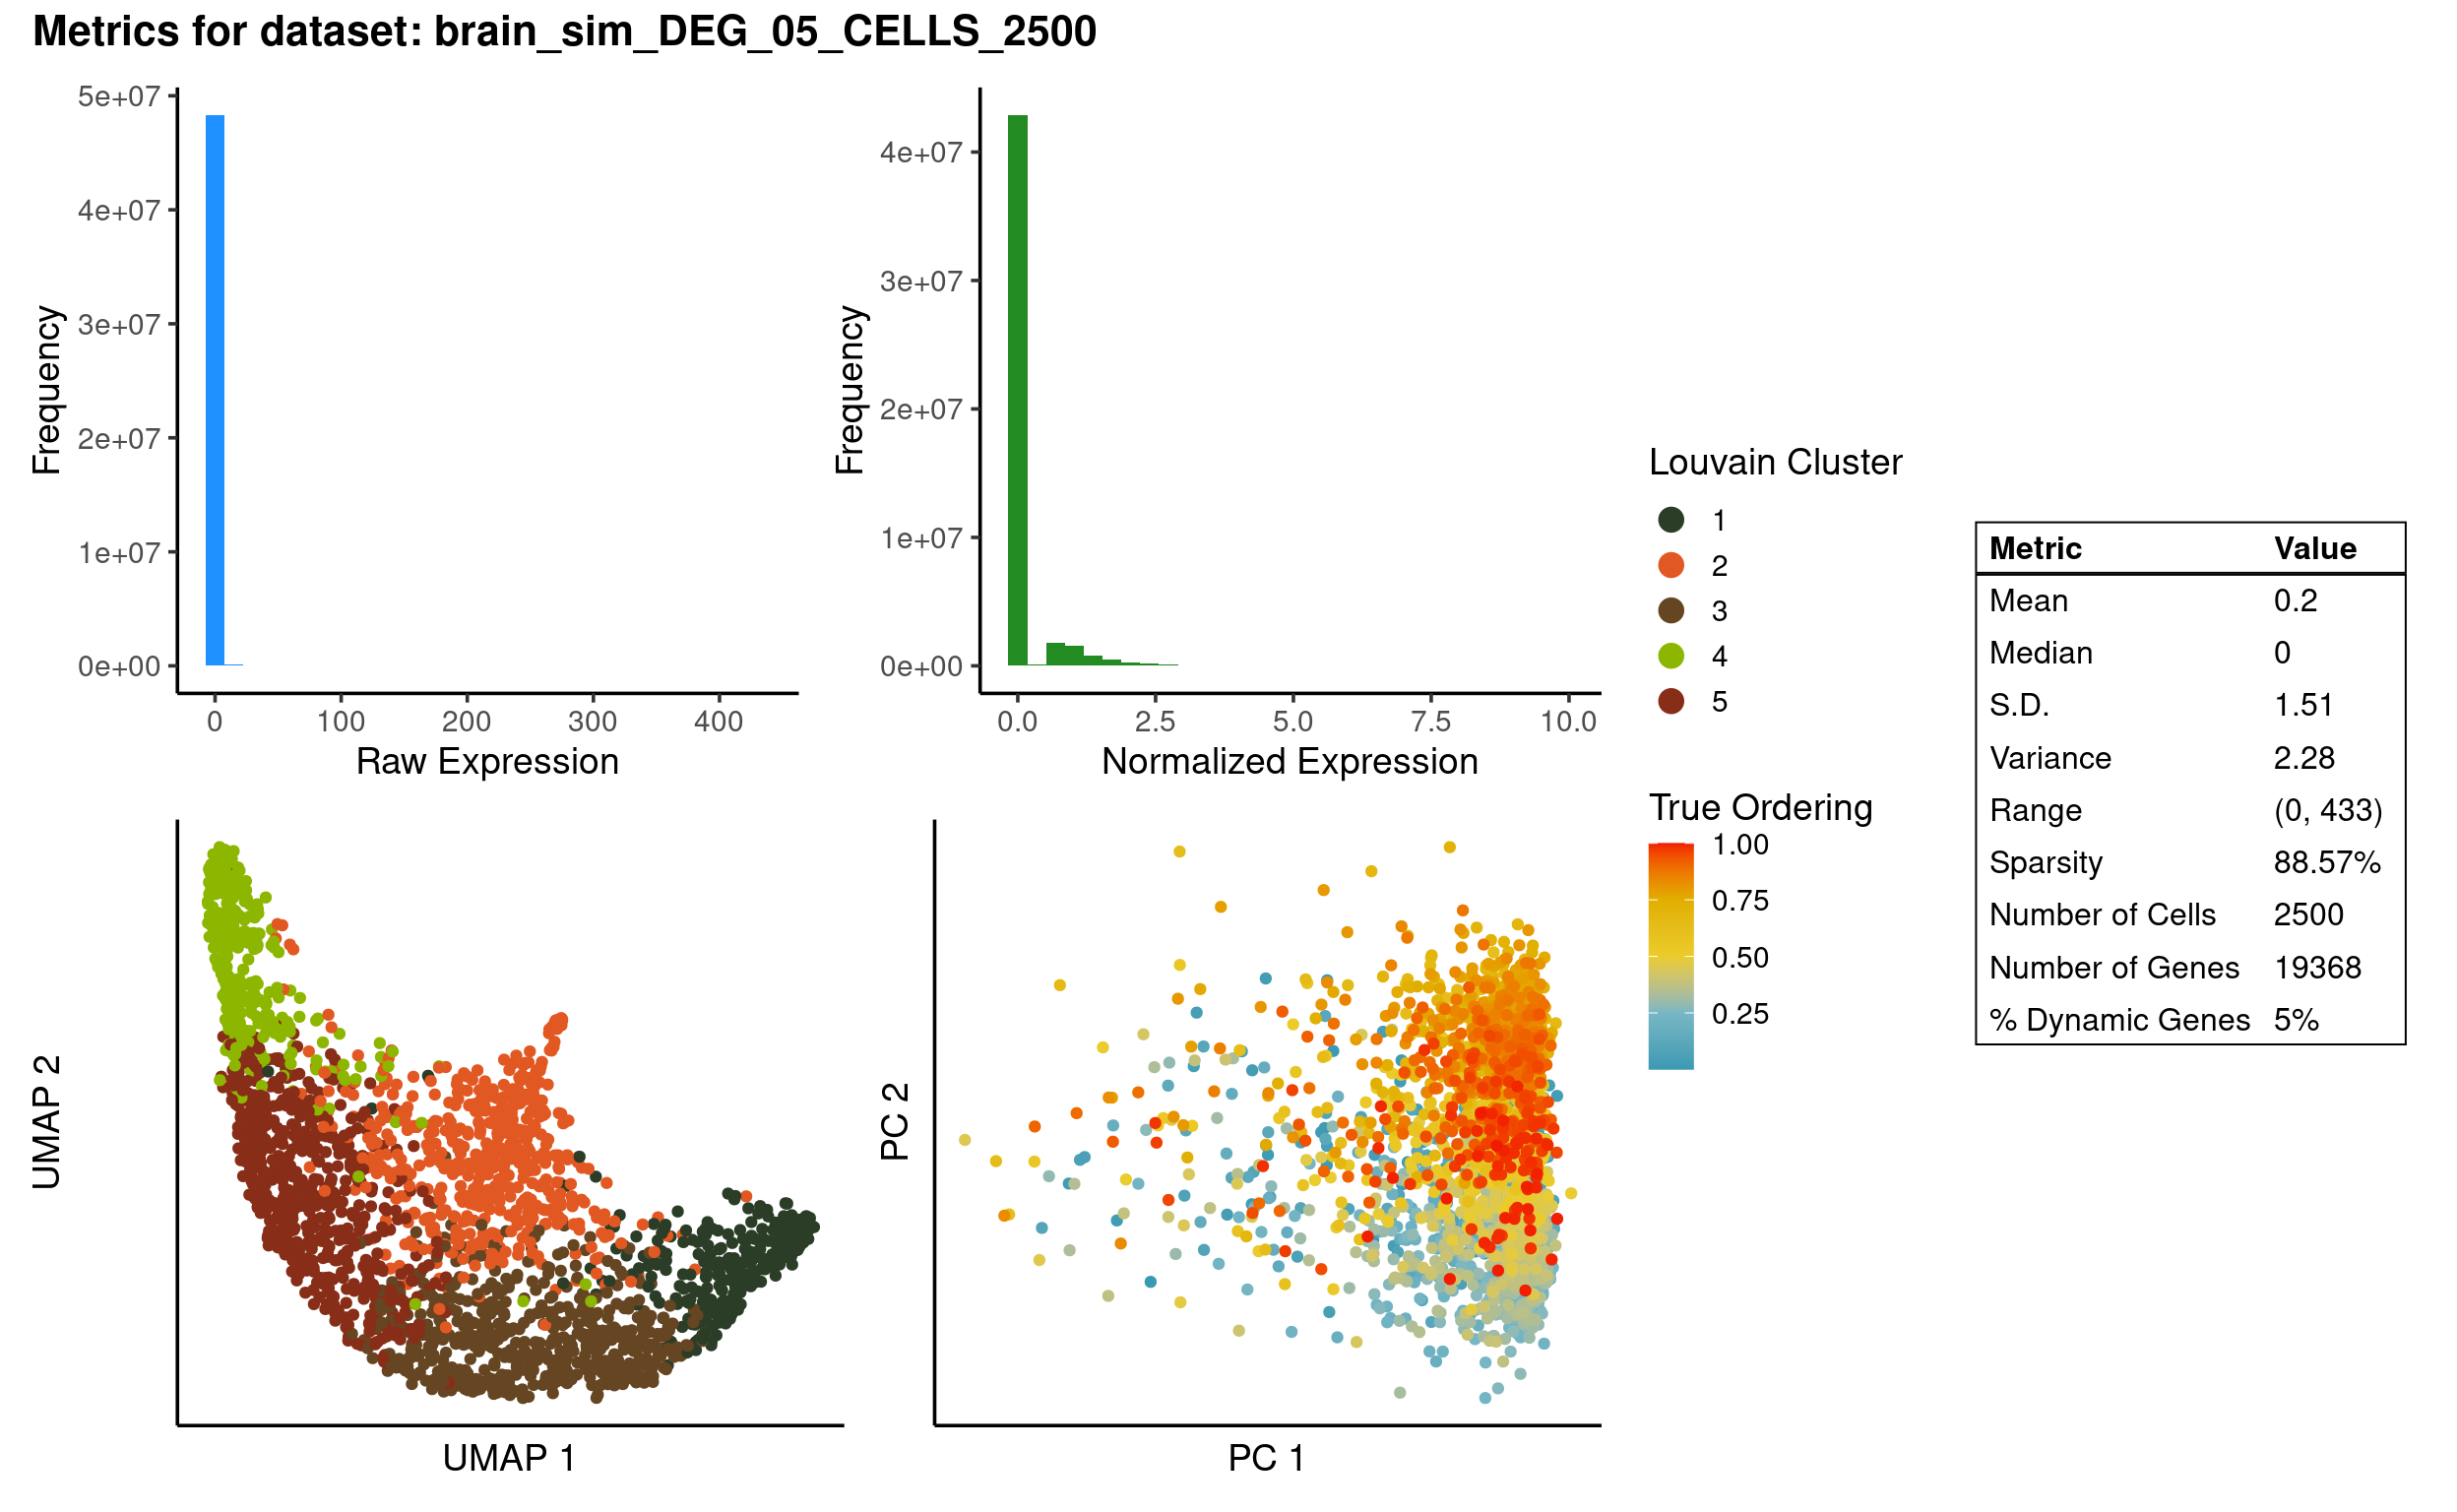 Metrics for dataset: brain_sim_DEG_05_CELLS_2500
Frequency
5e+07
4e+07
3e+07
2e+07
1e+07
0e+00
0
100
200
300
400
Raw Expression
Frequency
4e+07
3e+07
2e+07
1e+07
0e+00
0.0
2.5
5.0
7.5
10.0
Normalized Expression
UMAP 2
UMAP 1
PC 2
PC 1
Louvain Cluster
1
2
3
4
5
True Ordering
1.00
0.75
0.50
0.25
Metric Value
Mean 0.2
Median 0
S.D. 1.51
Variance 2.28
Range (0, 433)
Sparsity 88.57%
Number of Cells 2500
Number of Genes 19368
% Dynamic Genes 5%